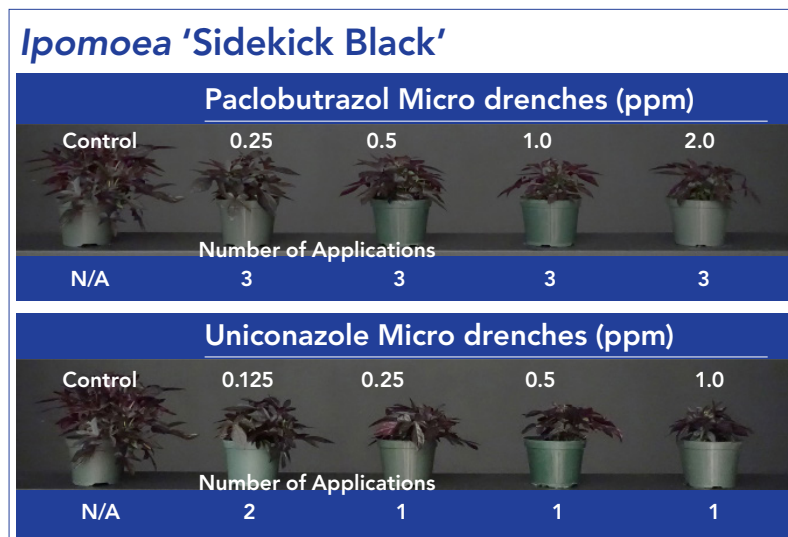 Ipomoea ‘Sidekick Black’
Paclobutrazol Micro drenches (ppm)
Control 0.25 0.5 1.0 2.0
Number of Applications
N/A 3 3 3 3
Uniconazole Micro drenches (ppm)
Control 0.125 0.25 0.5 1.0
Number of Applications
N/A 2 1 1 1